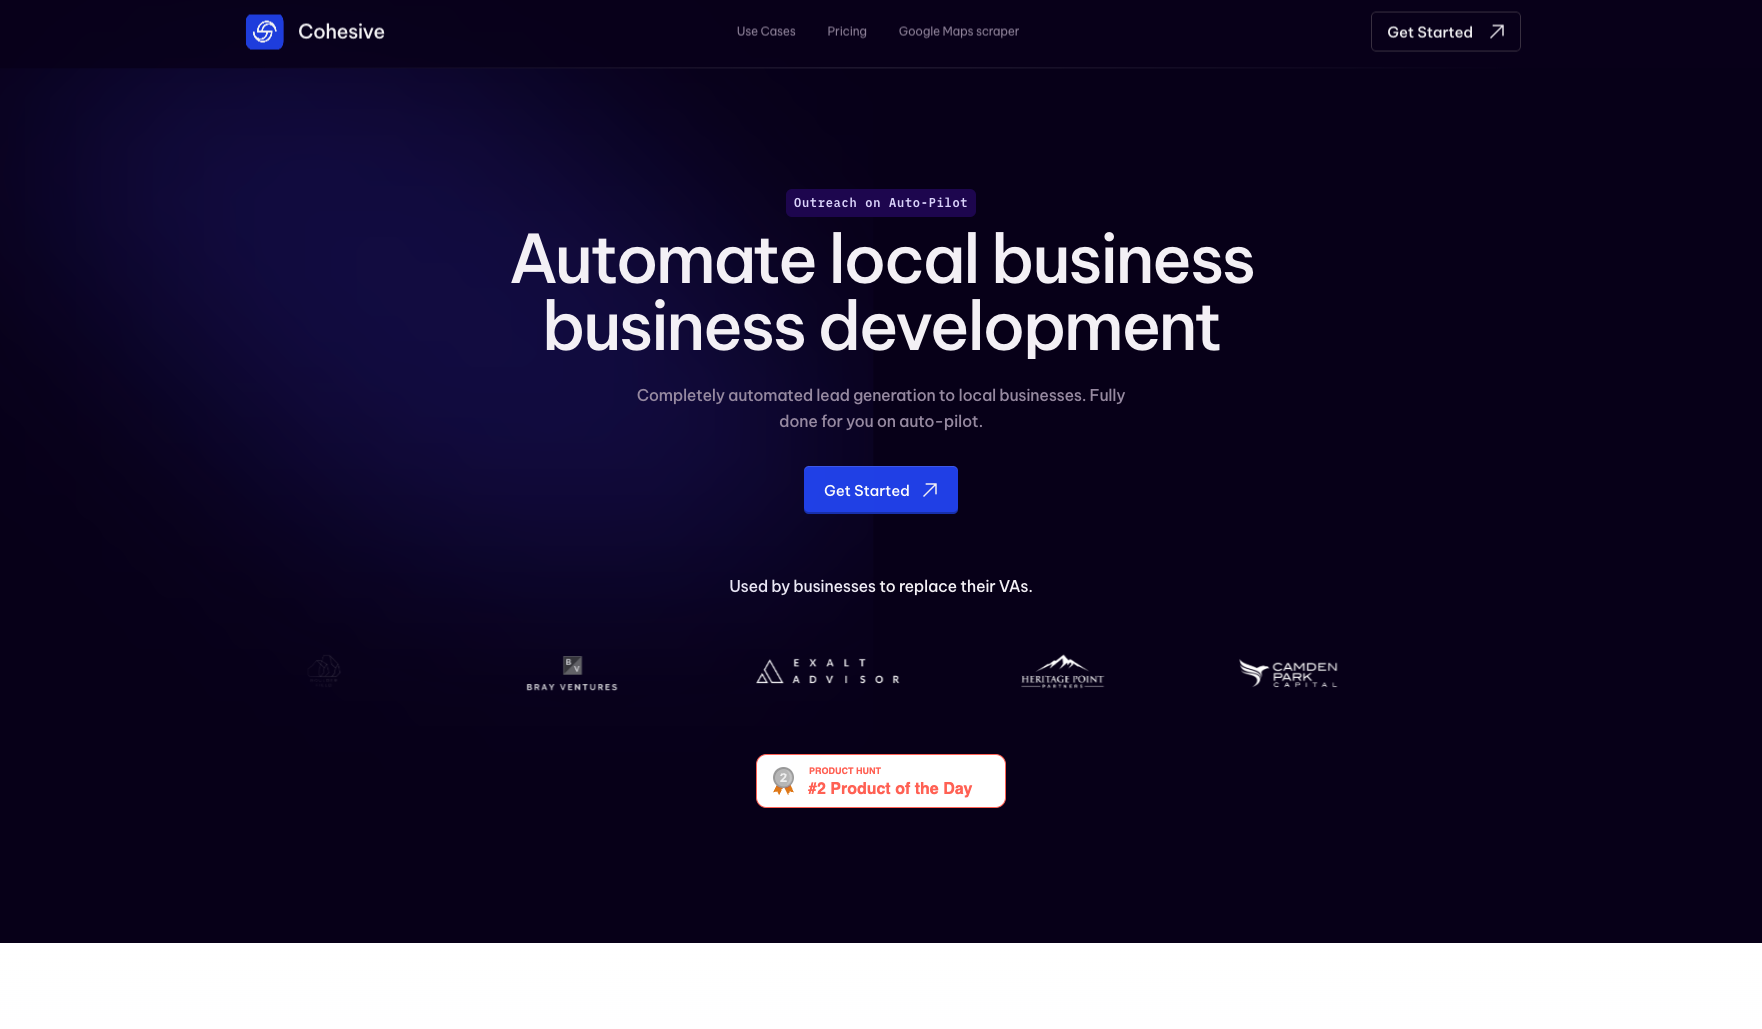 Cohesive
Use Cases
Pricing
Google Maps scraper
Get Started
Outreach on Auto-Pilot
Automate local business
business development
Completely automated lead generation to local businesses. Fully
done for you on auto-pilot.
Get Started
Used by businesses to replace their VAs.
B
V
BRAY VENTURES
EXALT
ADVISOR
HERITAGE POINT
PARTNERS
CAMDEN
PARK
CAPITAL
2
PRODUCT HUNT
#2 Product of the Day